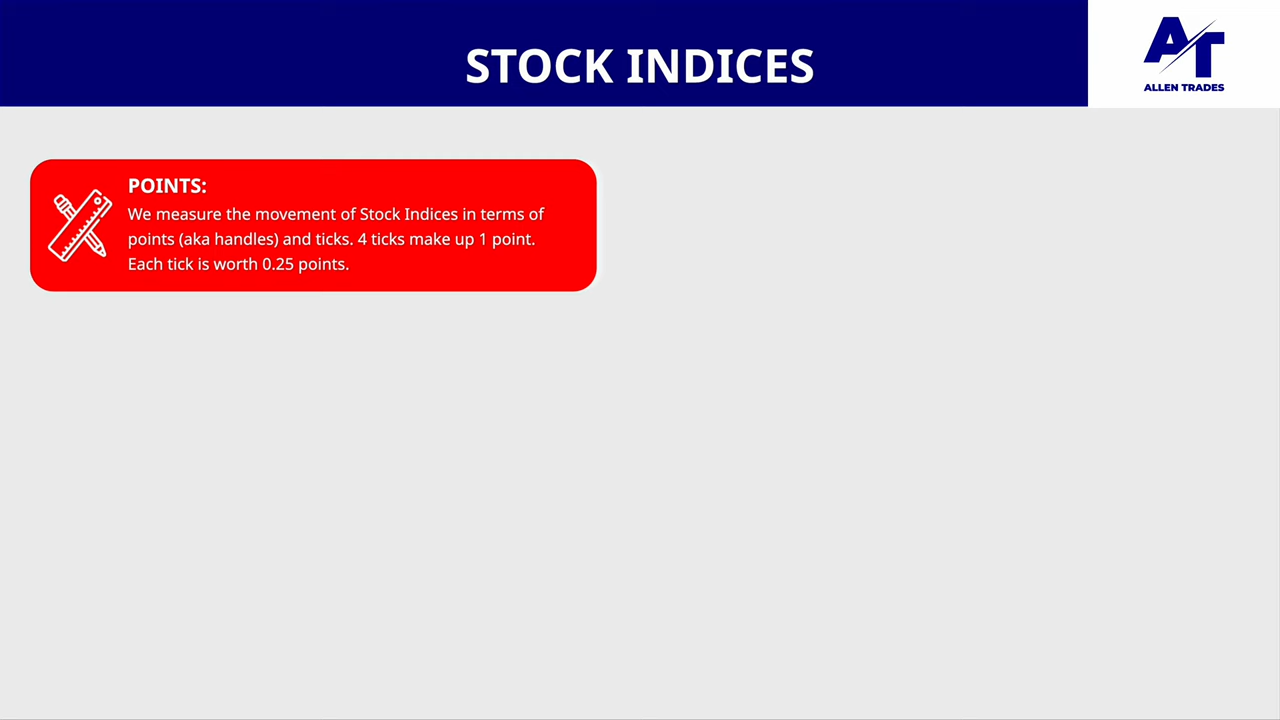 STOCK INDICES
AT
ALLEN TRADES
POINTS:
We measure the movement of Stock Indices in terms of
points (aka handles) and ticks. 4 ticks make up 1 point.
Each tick is worth 0.25 points.